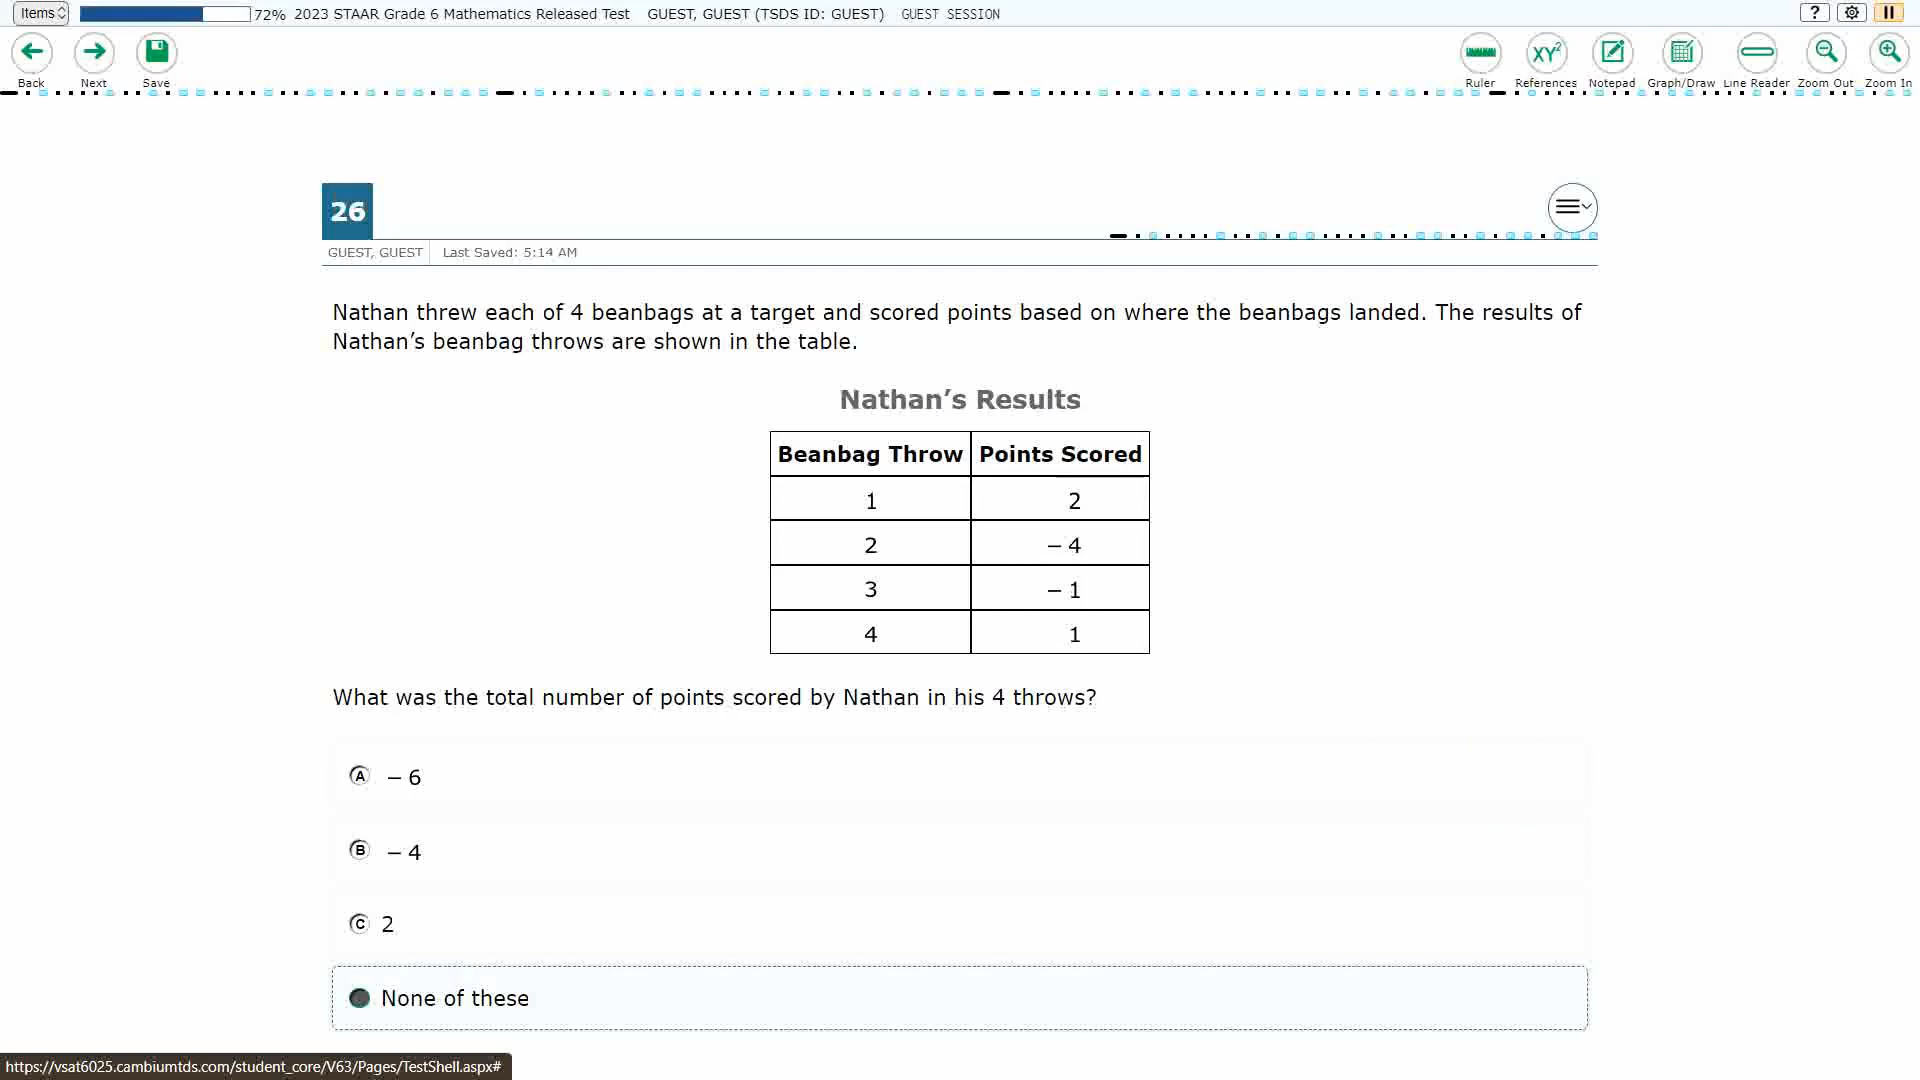 Items 72% 2023 STAAR Grade 6 Mathematics Released Test GUEST, GUEST (TSDS ID: GUEST) GUEST SESSION ?
XY²
Back Next Save Ruler References Notepad Graph/Draw Line Reader Zoom Out Zoom In
26
GUEST, GUEST Last Saved: 5:14 AM
Nathan threw each of 4 beanbags at a target and scored points based on where the beanbags landed. The results of
Nathan’s beanbag throws are shown in the table.
Nathan’s Results
Beanbag Throw Points Scored
1 2
2 – 4
3 – 1
4 1
What was the total number of points scored by Nathan in his 4 throws?
A – 6
B – 4
C 2
None of these
https://vsat6025.cambiumtds.com/student_core/V63/Pages/TestShell.aspx#